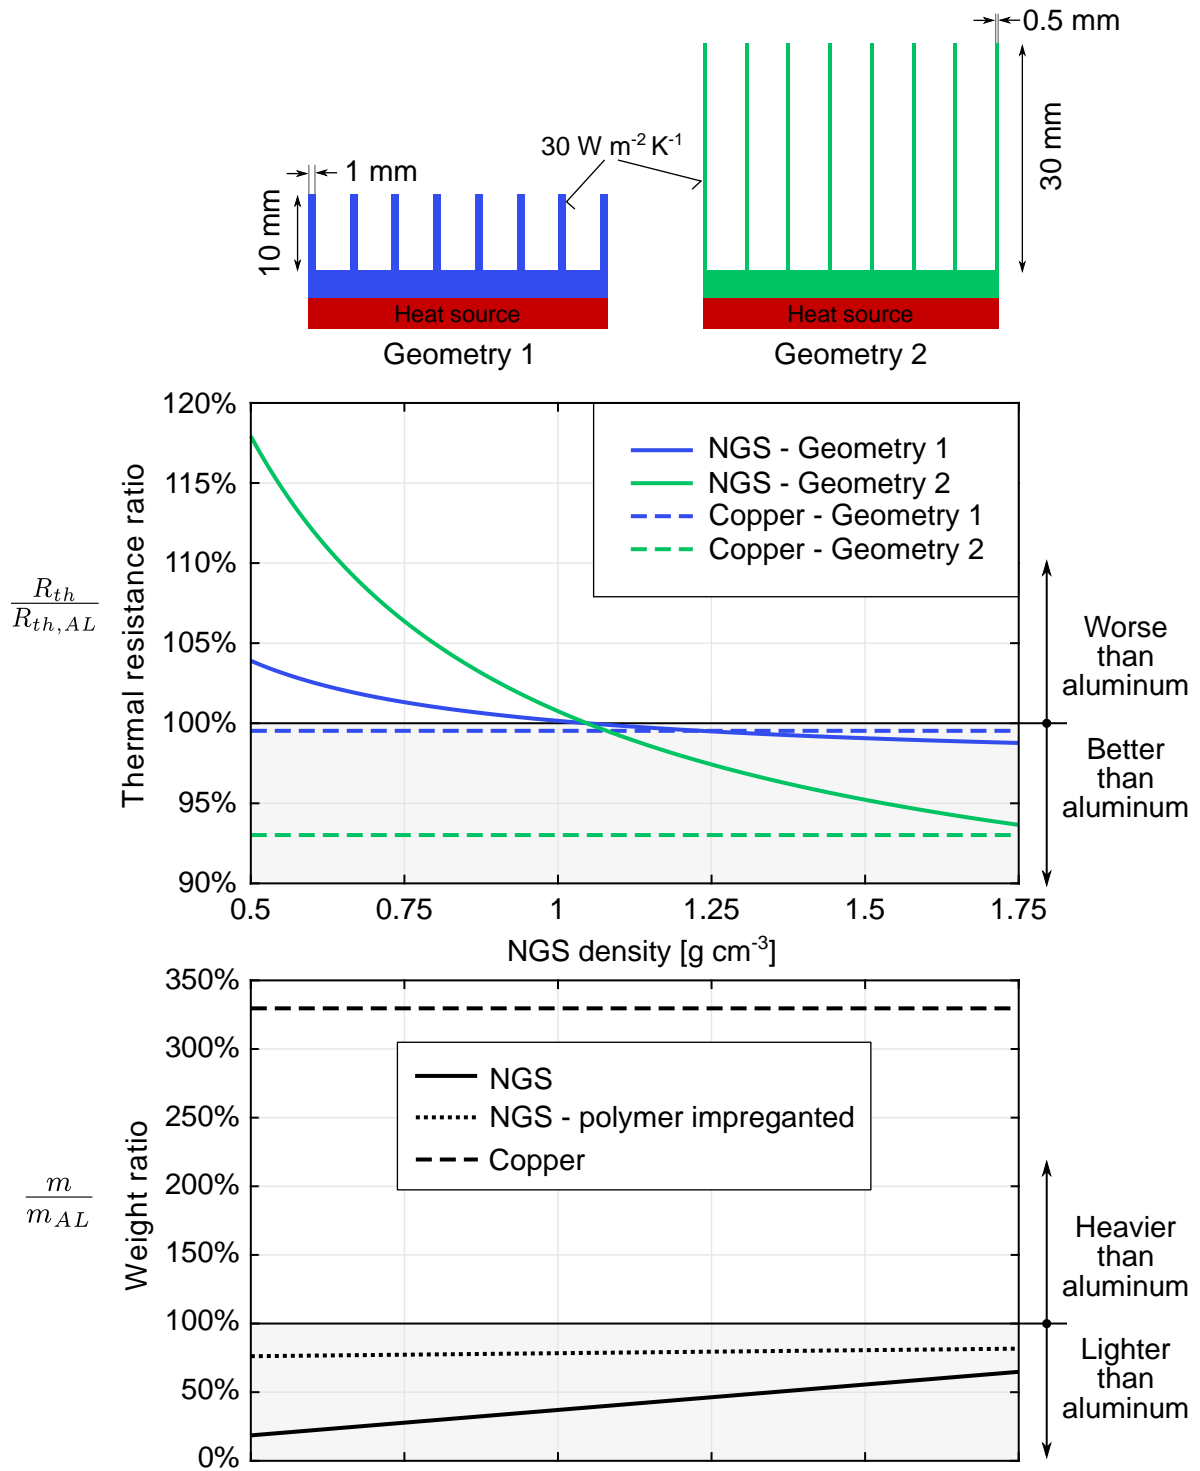 0.5 mm
30 W m-2 K-1
1 mm
10 mm
30 mm
Heat source
Heat source
Geometry 1
Geometry 2
120%
115%
110%
105%
100%
95%
90%
Thermal resistance ratio
R_th
R_th,AL
NGS - Geometry 1
NGS - Geometry 2
Copper - Geometry 1
Copper - Geometry 2
Worse
than
aluminum
Better
than
aluminum
0.5 0.75 1 1.25 1.5 1.75
NGS density [g cm-3]
350%
300%
250%
200%
150%
100%
50%
0%
Weight ratio
m
m_AL
NGS
NGS - polymer impreganted
Copper
Heavier
than
aluminum
Lighter
than
aluminum